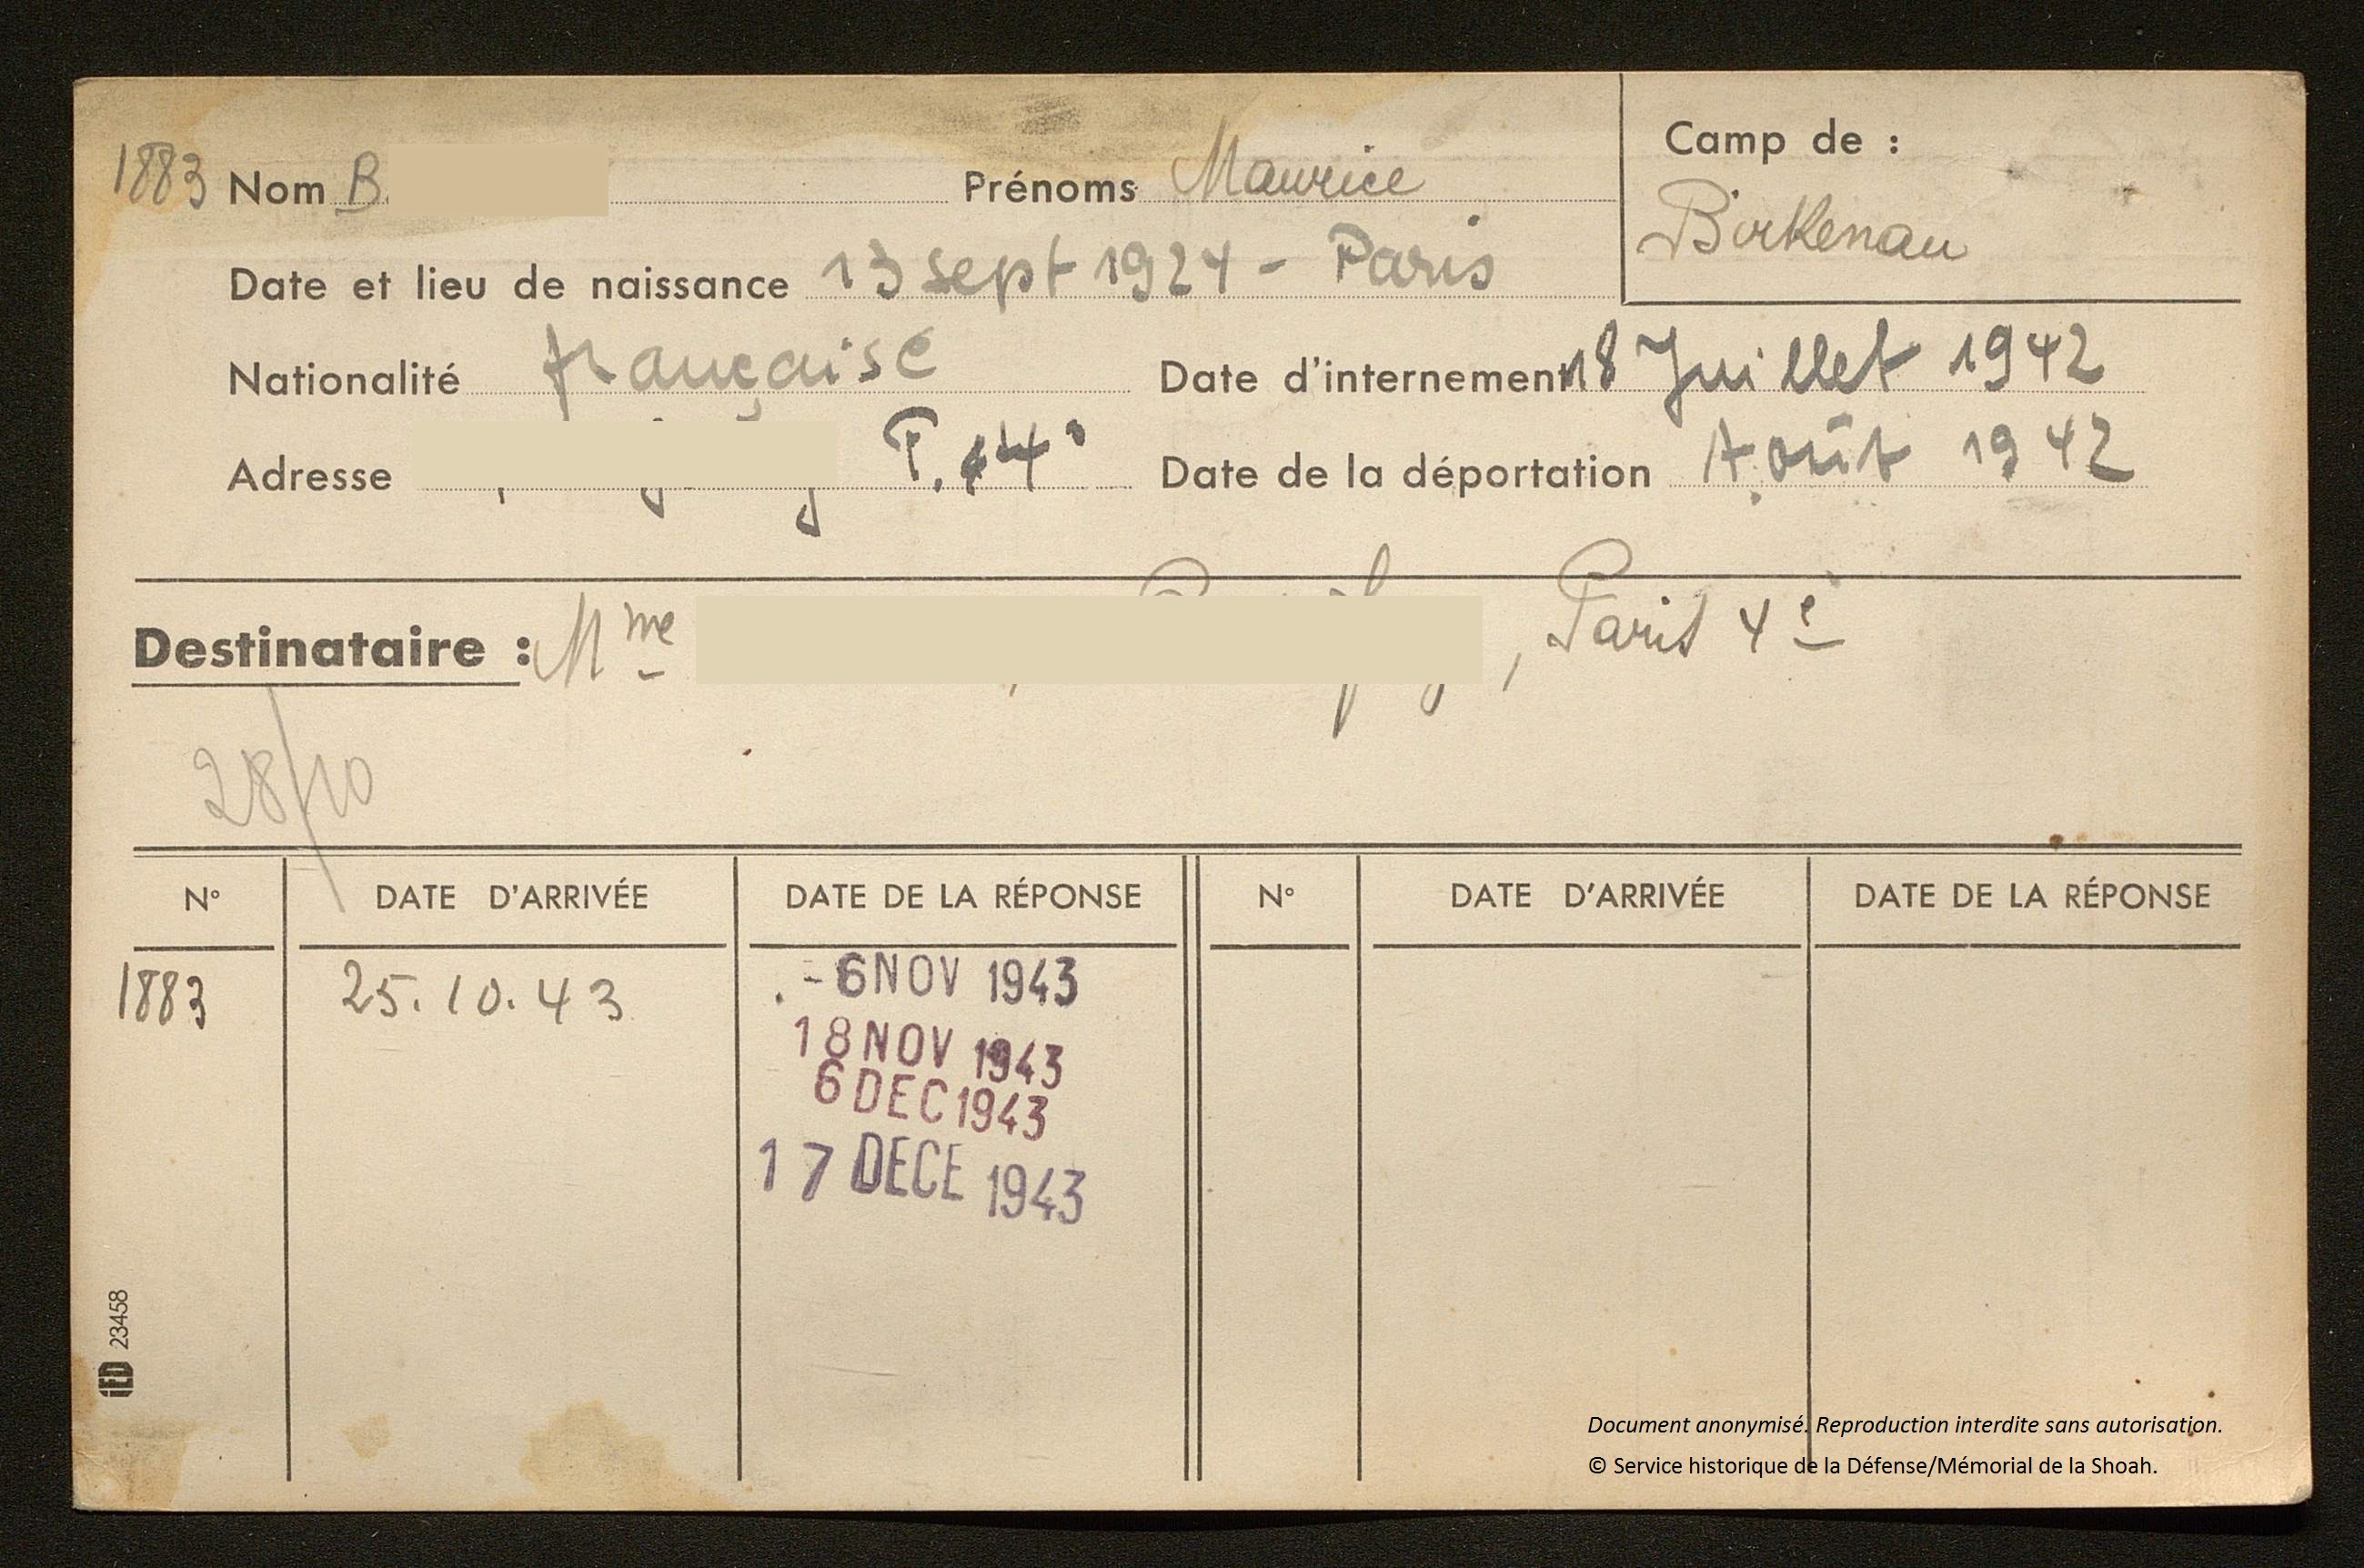 1883 Nom B. Prénoms Maurice
Camp de :
Birkenau
Date et lieu de naissance 13 sept 1924 - Paris
Nationalité française
Date d'internement 18 Juillet 1942
Adresse P. 4e
Date de la déportation Août 1942
Destinataire : Mme , Paris 4e
28/10
N° DATE D'ARRIVÉE DATE DE LA RÉPONSE N° DATE D'ARRIVÉE DATE DE LA RÉPONSE
1883 25.10.43 -6 NOV 1943
18 NOV 1943
6 DEC 1943
17 DECE 1943
IED 23458
Document anonymisé. Reproduction interdite sans autorisation.
© Service historique de la Défense/Mémorial de la Shoah.